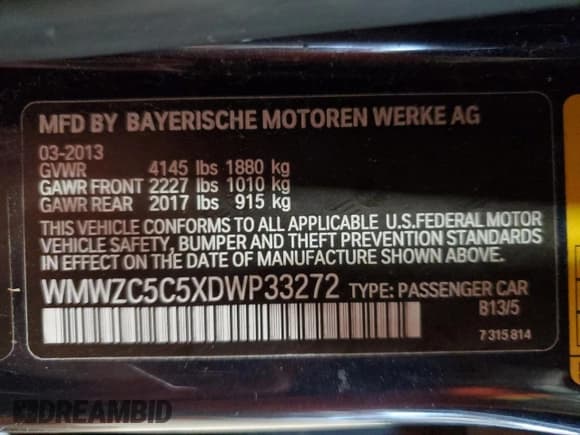 MFD BY BAYERISCHE MOTOREN WERKE AG
03-2013
GVWR 4145 lbs 1880 kg
GAWR FRONT 2227 lbs 1010 kg
GAWR REAR 2017 lbs 915 kg
THIS VEHICLE CONFORMS TO ALL APPLICABLE U.S.FEDERAL MOTOR
VEHICLE SAFETY, BUMPER AND THEFT PREVENTION STANDARDS
IN EFFECT ON THE DATE OF MANUFACTURE SHOWN ABOVE.
WMWZC5C5XDWP33272 TYPE: PASSENGER CAR
B13/5
7 315 814
DREAMBID